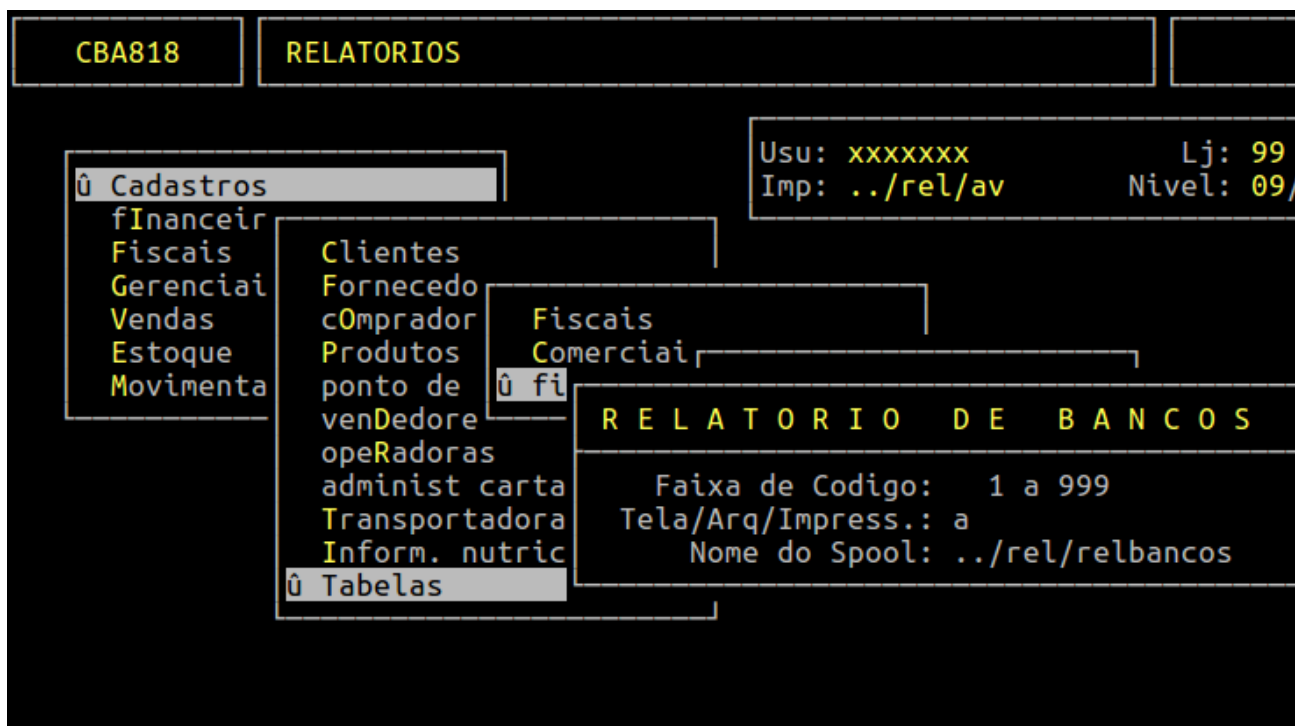 CBA818
RELATORIOS
Usu: xxxxxxx Lj: 99
Imp: ../rel/av Nivel: 09/
û Cadastros
fInanceir
Fiscais
Gerenciai
Vendas
Estoque
Movimenta
Clientes
Fornecedo
cOmprador
Produtos
ponto de
venDedore
opeRadoras
administ carta
Transportadora
Inform. nutric
û Tabelas
Fiscais
Comerciai
û fi
R E L A T O R I O D E B A N C O S
Faixa de Codigo: 1 a 999
Tela/Arq/Impress.: a
Nome do Spool: ../rel/relbancos